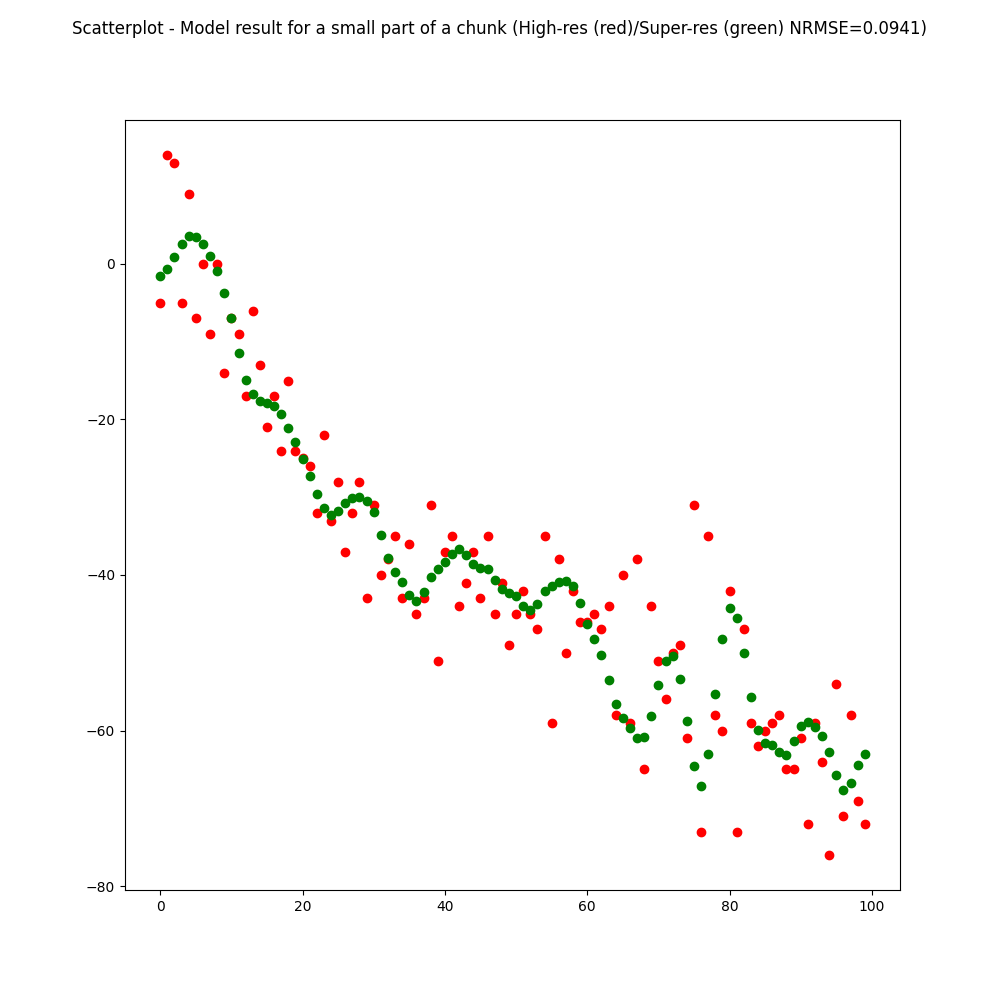 Scatterplot - Model result for a small part of a chunk (High-res (red)/Super-res (green) NRMSE=0.0941)
0
−20
−40
−60
−80
0 20 40 60 80 100